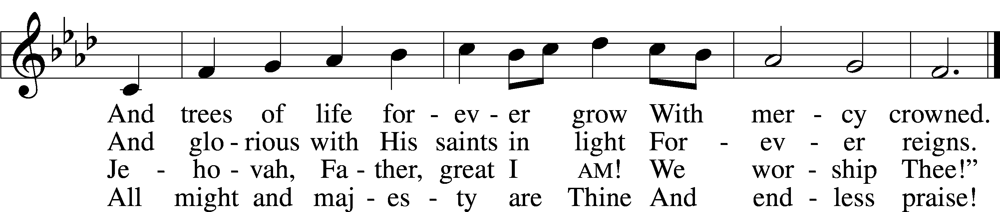 And trees of life for - ev - er grow With mer - cy crowned.
And glo - rious with His saints in light For - ev - er reigns.
Je - ho - vah, Fa - ther, great I AM! We wor - ship Thee!”
All might and maj - es - ty are Thine And end - less praise!